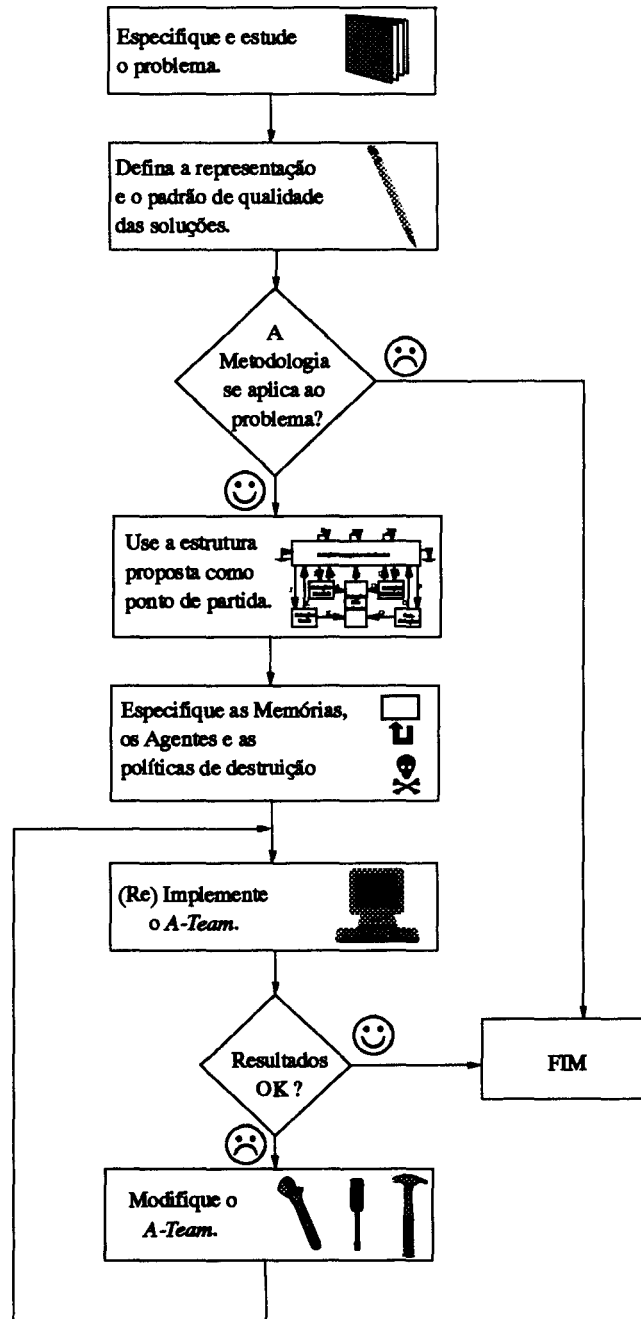 Especifique e estude
o problema.
Defina a representação
e o padrão de qualidade
das soluções.
A
Metodologia
se aplica ao
problema?
Use a estrutura
proposta como
ponto de partida.
Especifique as Memórias,
os Agentes e as
políticas de destruição
(Re) Implemente
o A-Team.
Resultados
OK ?
FIM
Modifique o
A-Team.